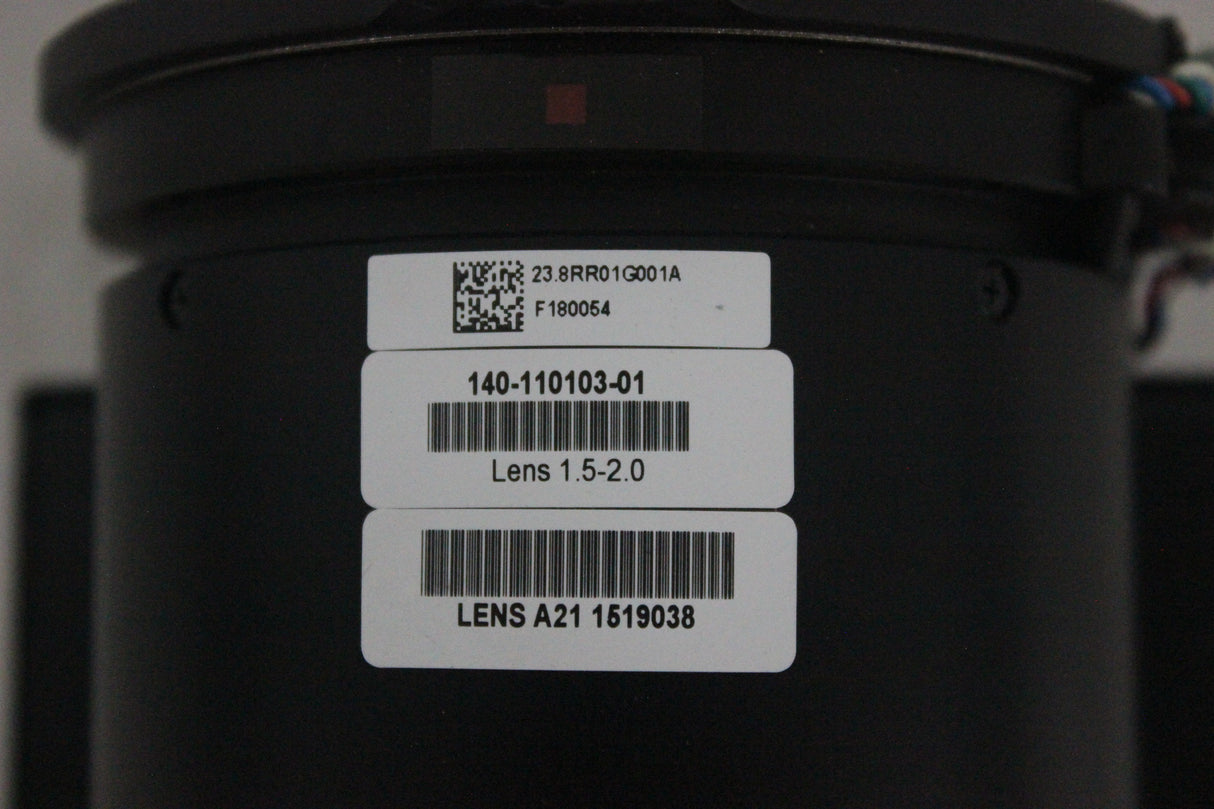 23.8RR01G001A
F180054
140-110103-01
Lens 1.5-2.0
LENS A21 1519038